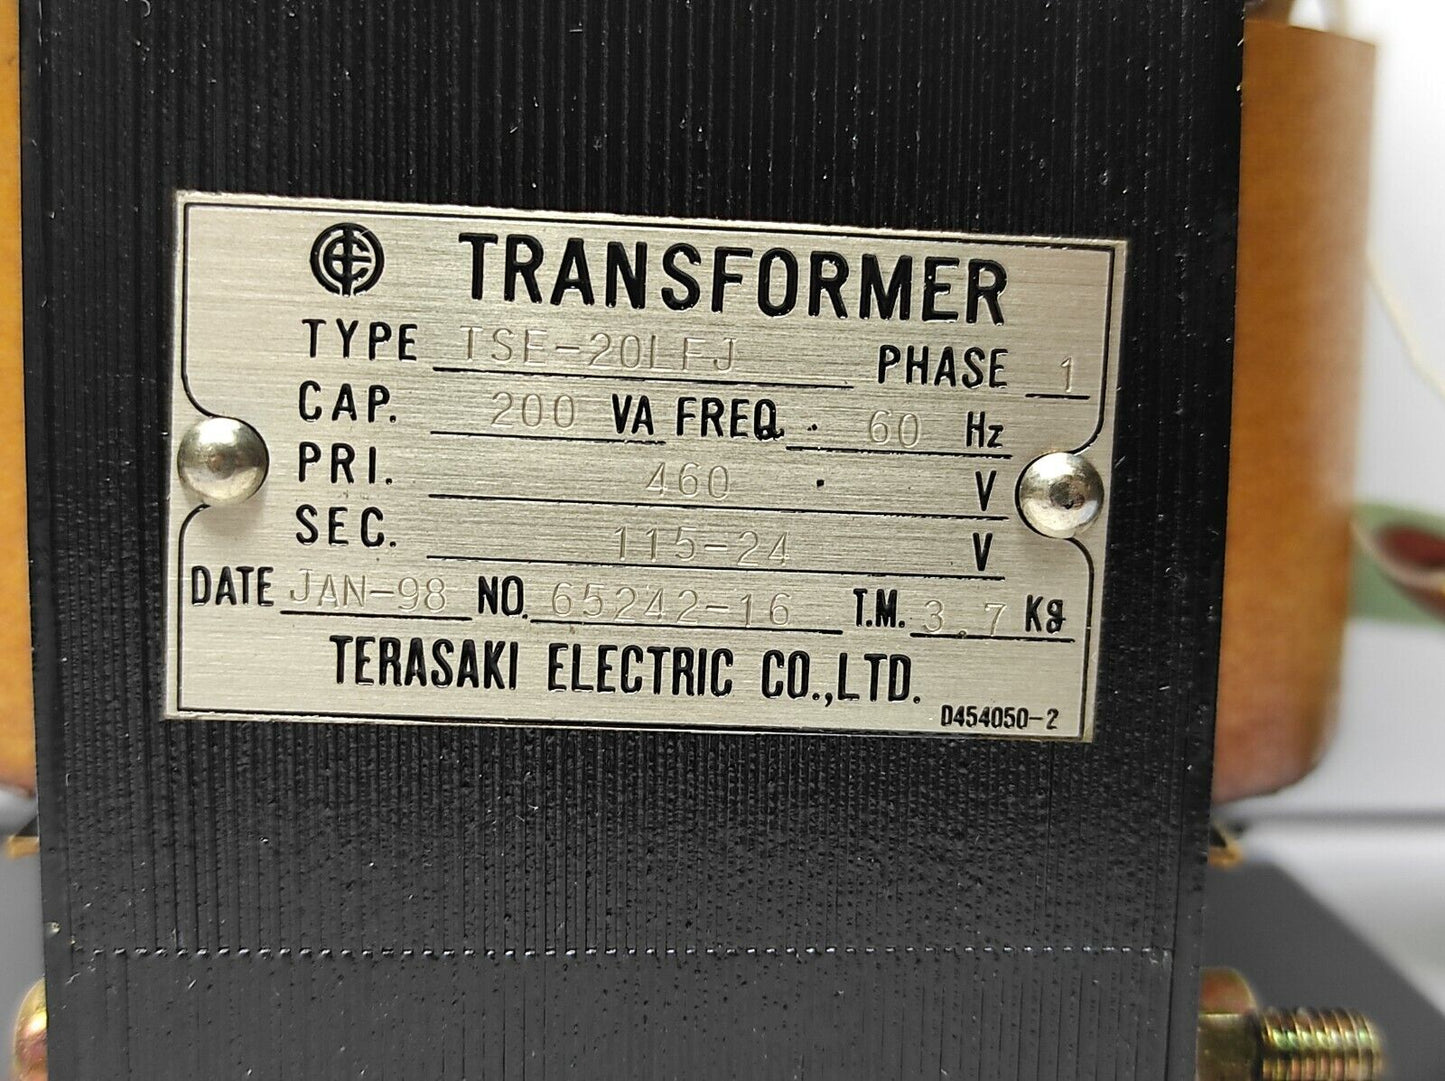 TRANSFORMER
TYPE TSE-20LFJ PHASE 1
CAP. 200 VA FREQ. 60 Hz
PRI. 460 V
SEC. 115-24 V
DATE JAN-98 NO. 65242-16 T.M. 3.7 Kg
TERASAKI ELECTRIC CO.,LTD.
D454050-2